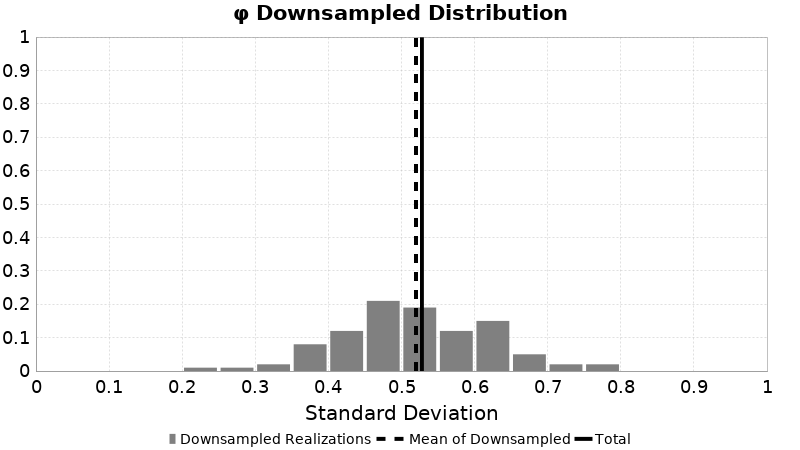 φ Downsampled Distribution
1
0.9
0.8
0.7
0.6
0.5
0.4
0.3
0.2
0.1
0
0 0.1 0.2 0.3 0.4 0.5 0.6 0.7 0.8 0.9 1
Standard Deviation
Downsampled Realizations Mean of Downsampled Total